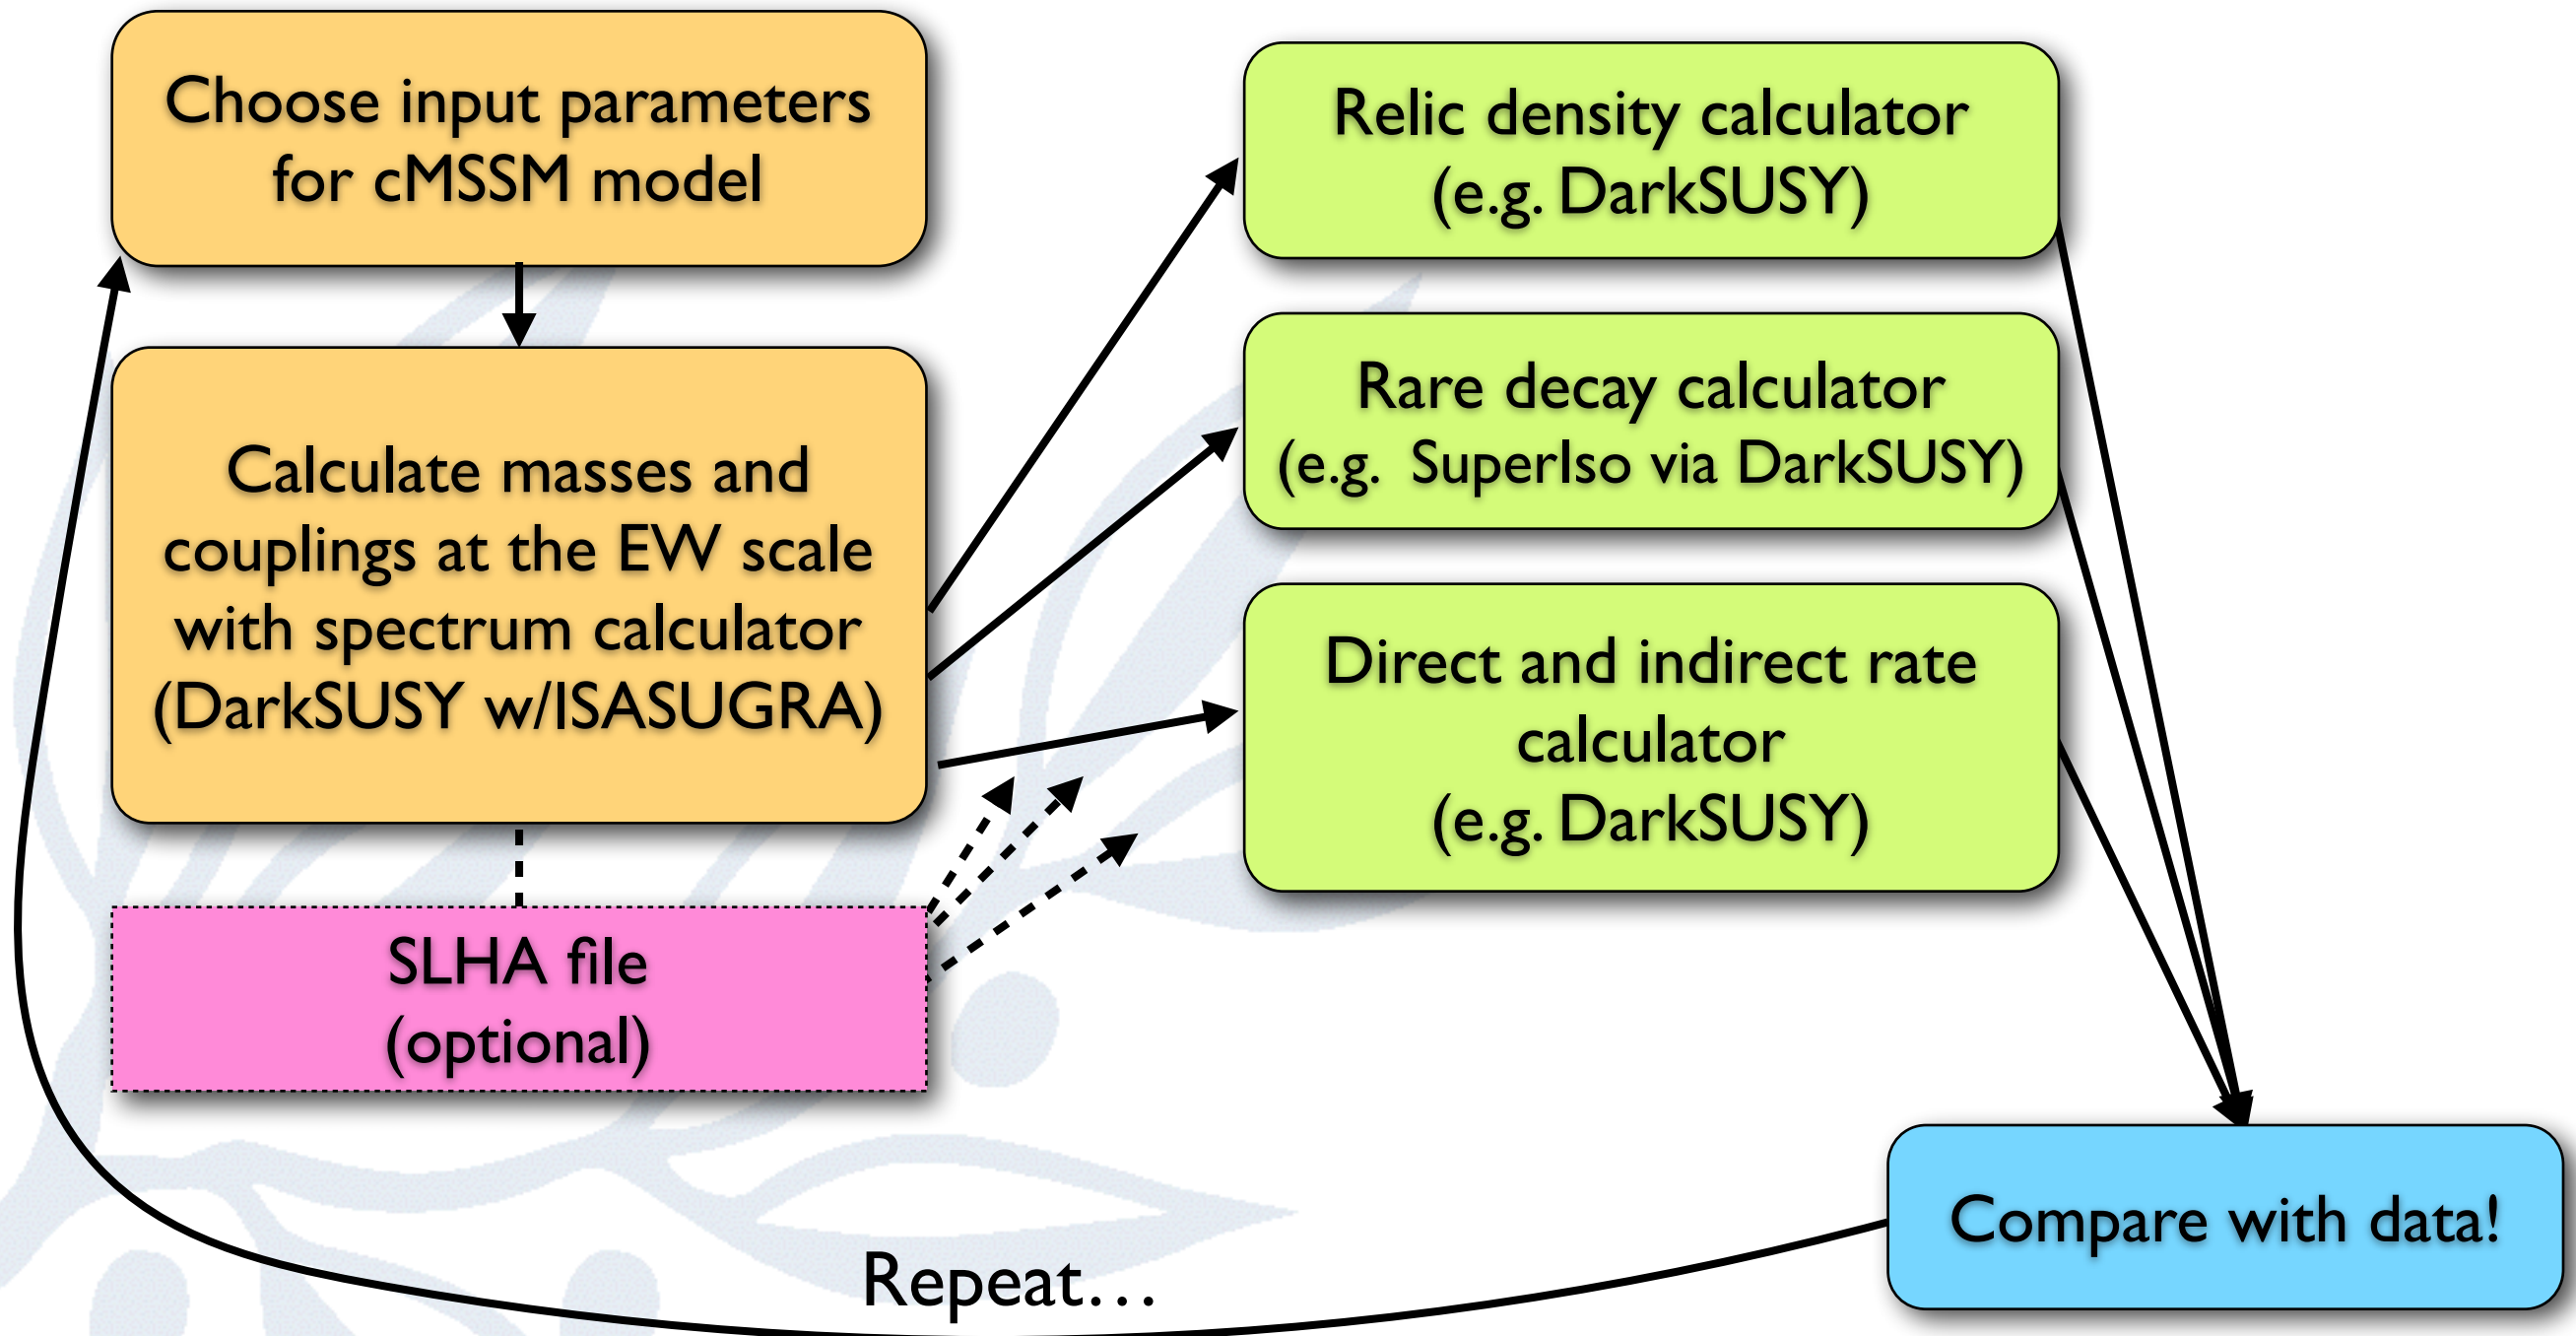 Choose input parameters
for cMSSM model
Calculate masses and
couplings at the EW scale
with spectrum calculator
(DarkSUSY w/ISASUGRA)
SLHA file
(optional)
Relic density calculator
(e.g. DarkSUSY)
Rare decay calculator
(e.g. SuperIso via DarkSUSY)
Direct and indirect rate
calculator
(e.g. DarkSUSY)
Compare with data!
Repeat…